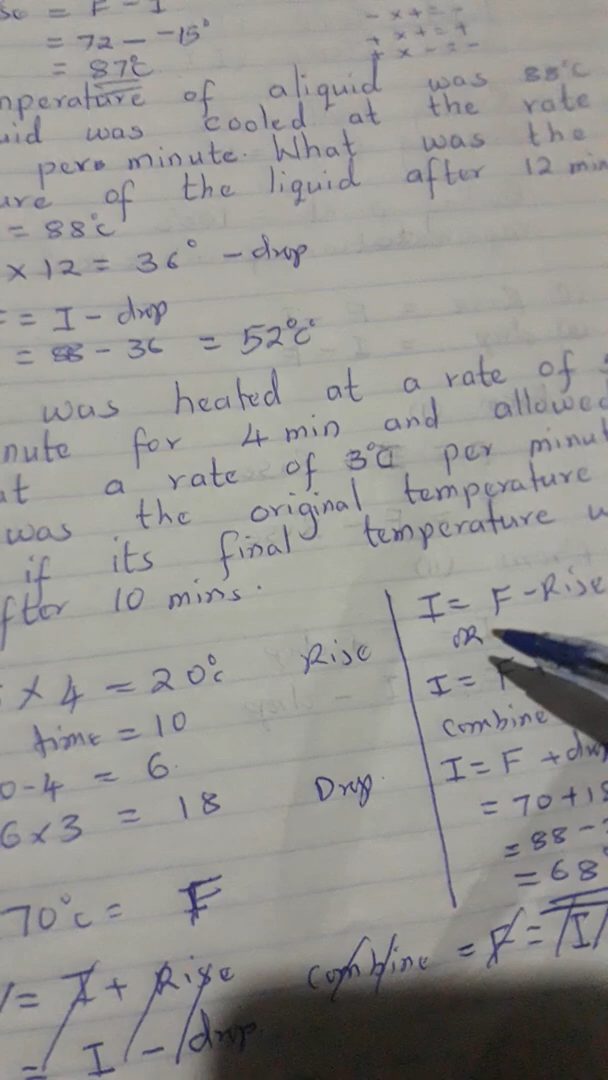 = F - I
= 72 - -15°
= 87°C
- x + = -
+ x + = +
+ x - = -
mperature of aliquid was 88°C
uid was cooled at the rate
per minute. What was the
ure of the liquid after 12 min
= 88°C
x 12 = 36° - drop
= I - drop
= 88 - 36 = 52°C
was heated at a rate of
nute for 4 min and allowed
at a rate of 3°C per minut
was the original temperature
if its final temperature
fter 10 mins.
x 4 = 20°C Rise
time = 10
0-4 = 6
6x3 = 18 Drop
70°C = F
I = F - Rise
OR
I = F
combine
I = F + drop
= 70 + 18
= 88 -
= 68°
= I + Rise combine = F = I
= I - drop